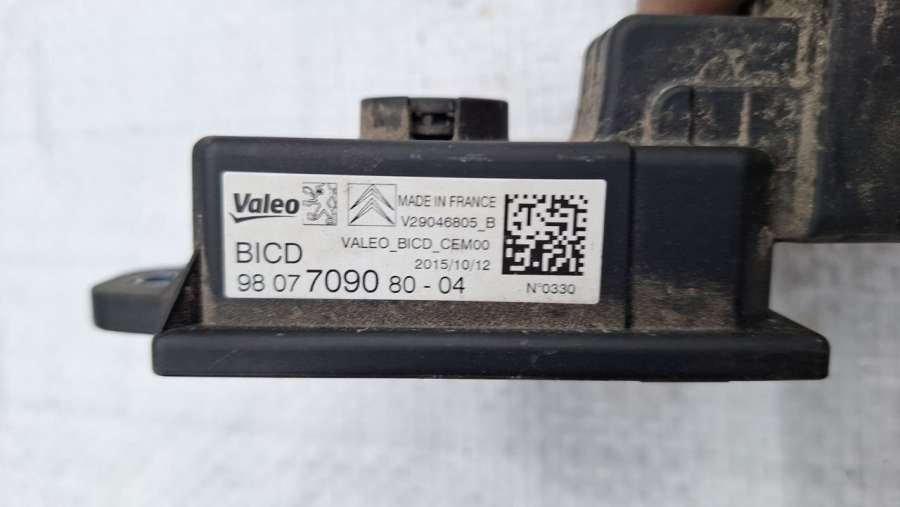 Valeo MADE IN FRANCE
V29046805_B
VALEO_BICD_CEM00
BICD 2015/10/12
98 07 7090 80 - 04 N°0330